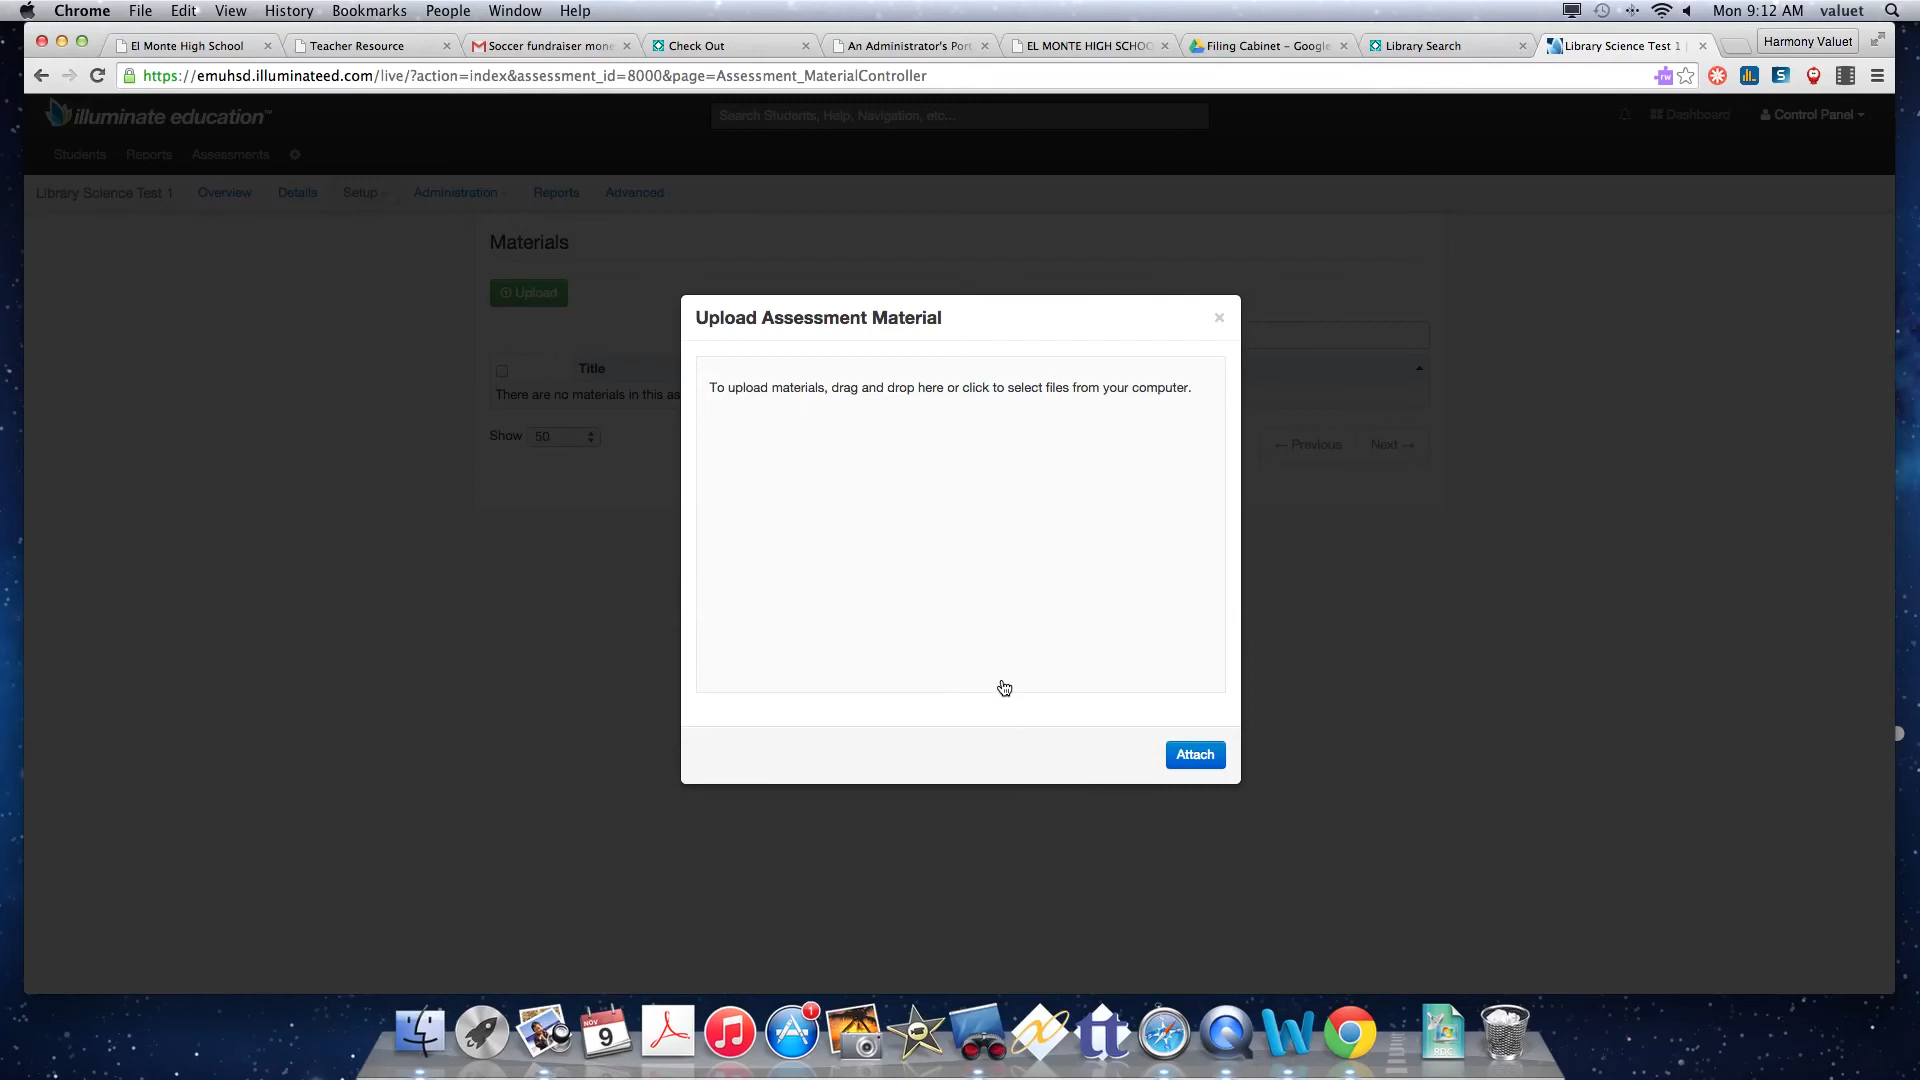 Chrome File Edit View History Bookmarks People Window Help Mon 9:12 AM valuet
El Monte High School Teacher Resource Soccer fundraiser mone Check Out An Administrator's Port EL MONTE HIGH SCHOO Filing Cabinet – Google Library Search Library Science Test 1 Harmony Valuet
https://emuhsd.illuminateed.com/live/?action=index&assessment_id=8000&page=Assessment_MaterialController
illuminate education™ Search Students, Help, Navigation, etc... Dashboard Control Panel
Students Reports Assessments
Library Science Test 1 Overview Details Setup Administration Reports Advanced
Materials
Upload
Upload Assessment Material ×
Title
To upload materials, drag and drop here or click to select files from your computer.
There are no materials in this as
Show 50
← Previous Next →
Attach
NOV
9
1
RDC